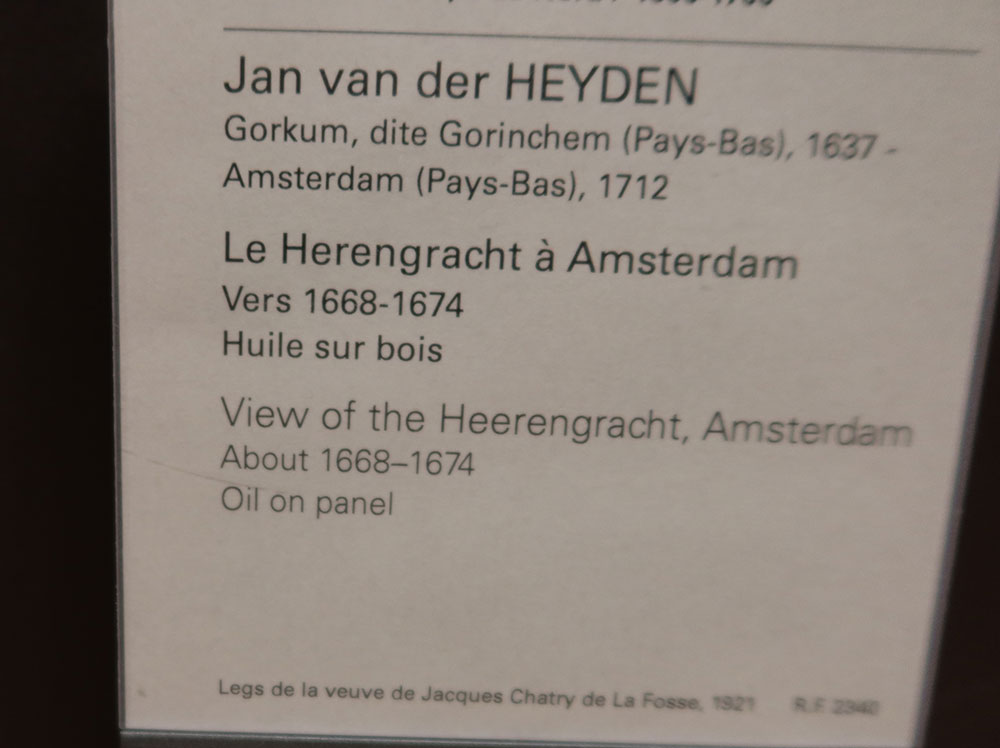 Jan van der HEYDEN
Gorkum, dite Gorinchem (Pays-Bas), 1637 -
Amsterdam (Pays-Bas), 1712
Le Herengracht à Amsterdam
Vers 1668-1674
Huile sur bois
View of the Heerengracht, Amsterdam
About 1668–1674
Oil on panel
Legs de la veuve de Jacques Chatry de La Fosse, 1921 R.F. 2340